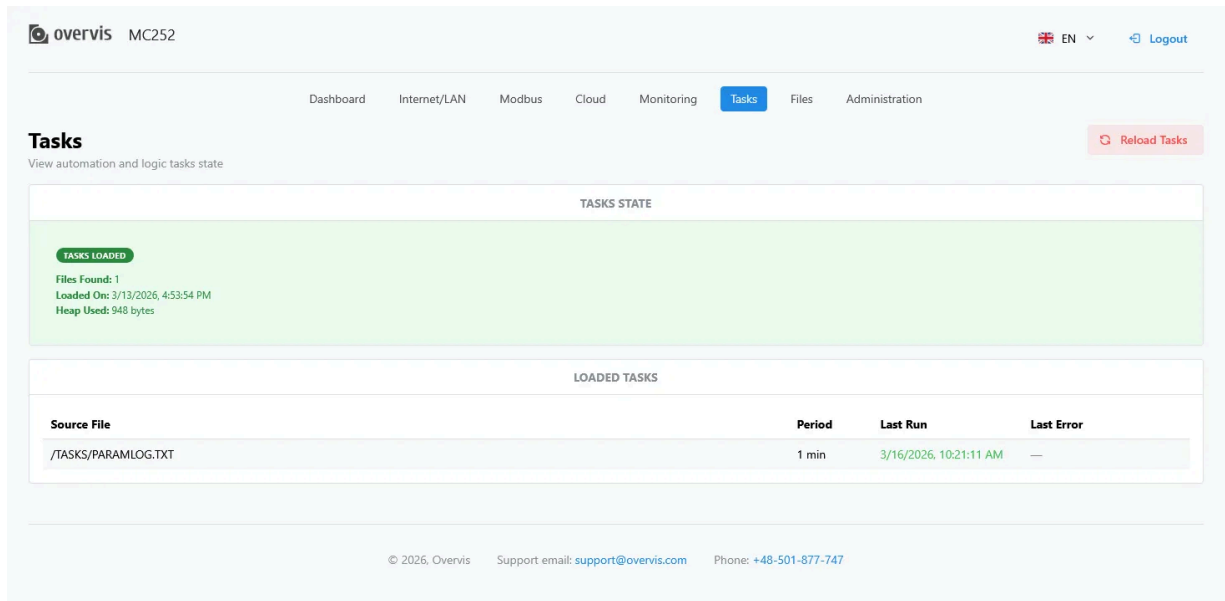 overvis MC252
EN
Logout
Dashboard Internet/LAN Modbus Cloud Monitoring Tasks Files Administration
Tasks
View automation and logic tasks state
Reload Tasks
TASKS STATE
TASKS LOADED
Files Found: 1
Loaded On: 3/13/2026, 4:53:54 PM
Heap Used: 948 bytes
LOADED TASKS
Source File Period Last Run Last Error
/TASKS/PARAMLOG.TXT 1 min 3/16/2026, 10:21:11 AM —
© 2026, Overvis Support email: support@overvis.com Phone: +48-501-877-747